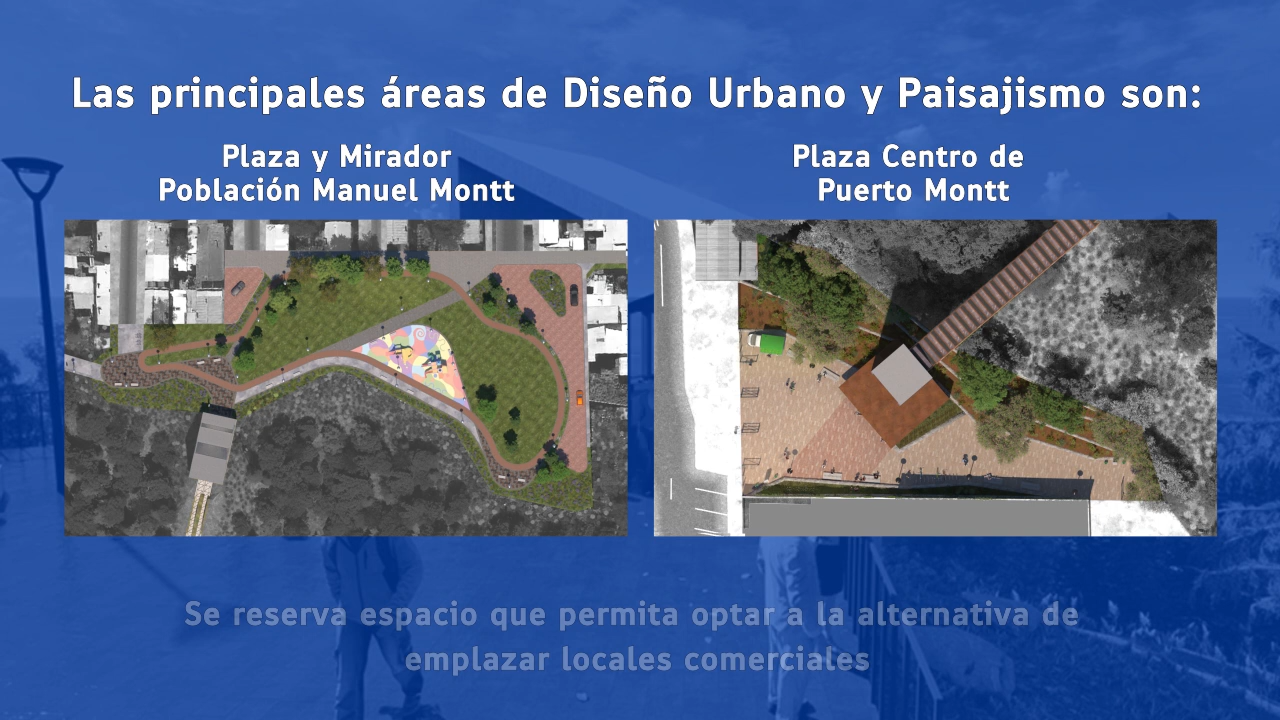 Las principales áreas de Diseño Urbano y Paisajismo son:
Plaza y Mirador
Población Manuel Montt
Plaza Centro de
Puerto Montt
Se reserva espacio que permita optar a la alternativa de
emplazar locales comerciales